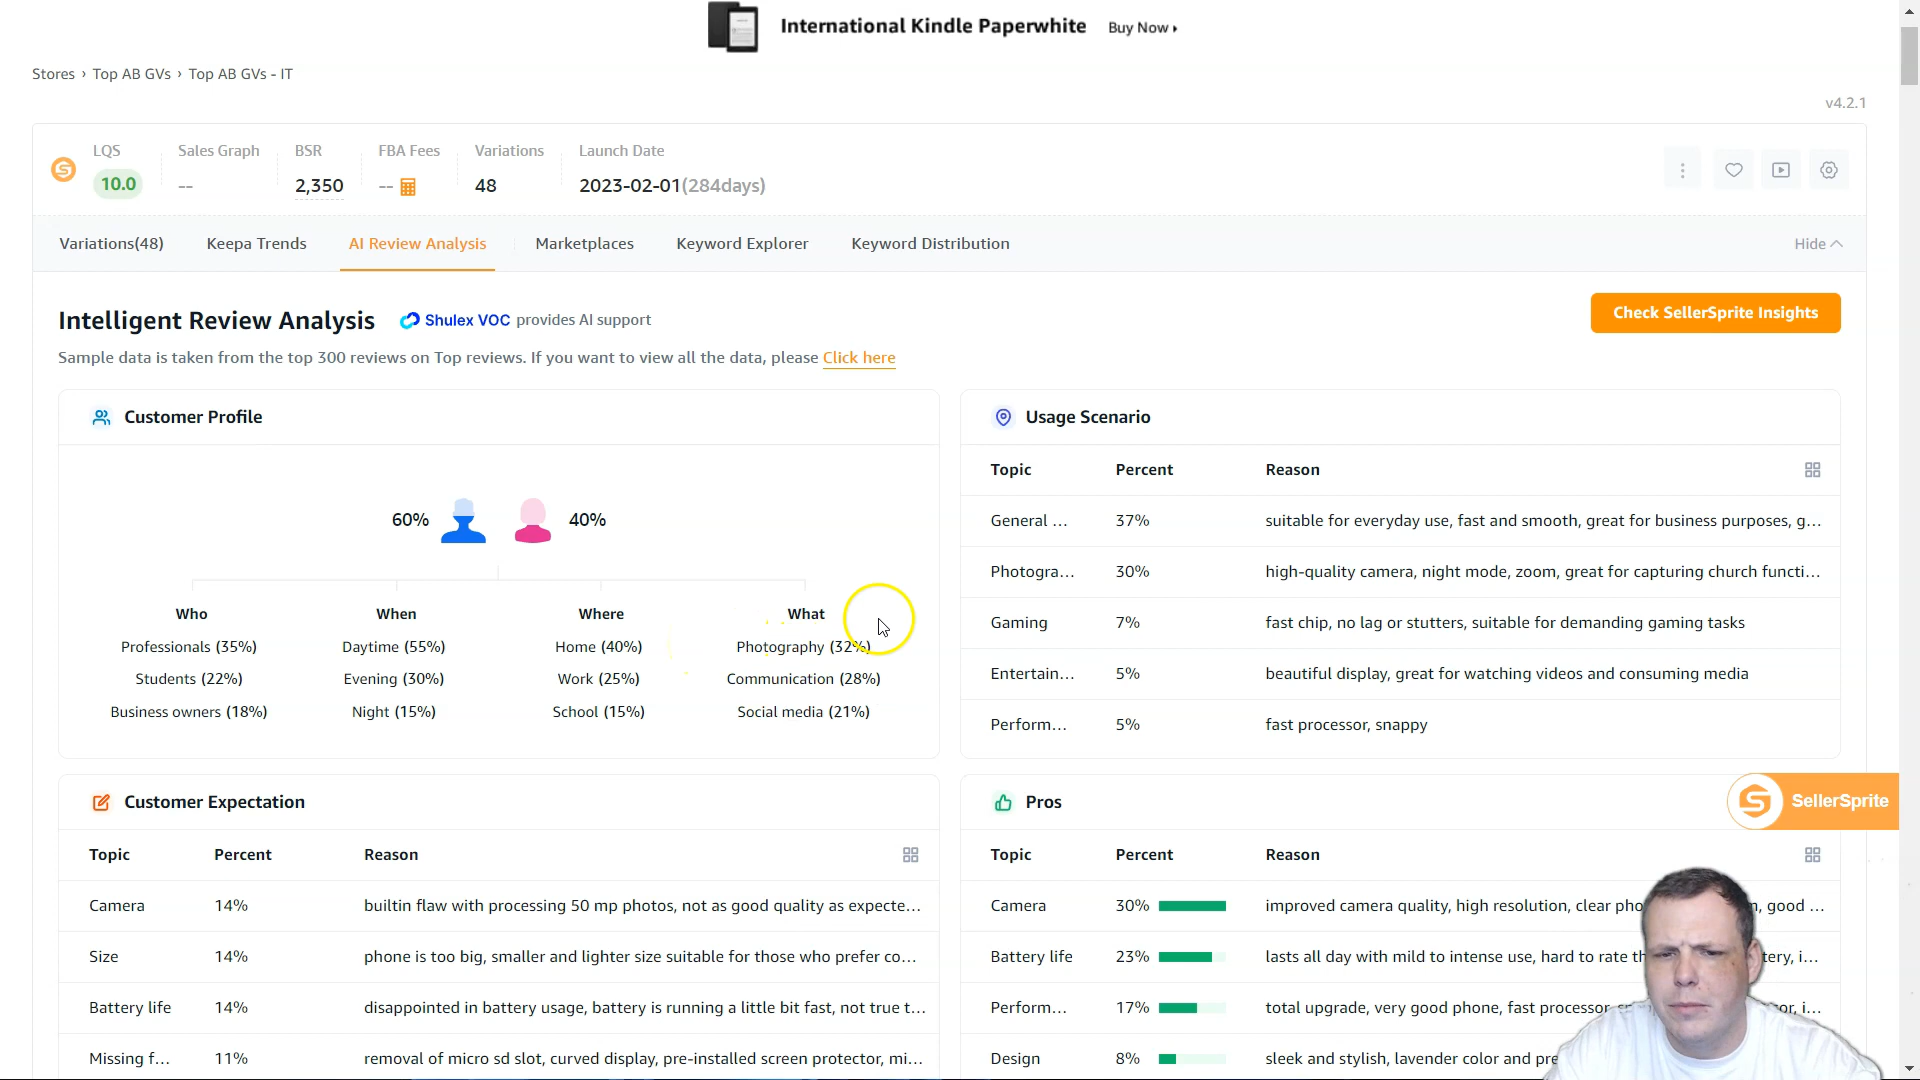 International Kindle Paperwhite Buy Now
Stores › Top AB GVs › Top AB GVs - IT
v4.2.1
LQS Sales Graph BSR FBA Fees Variations Launch Date
10.0 -- 2,350 -- 48 2023-02-01(284days)
Variations(48) Keepa Trends AI Review Analysis Marketplaces Keyword Explorer Keyword Distribution Hide
Intelligent Review Analysis Shulex VOC provides AI support
Check SellerSprite Insights
Sample data is taken from the top 300 reviews on Top reviews. If you want to view all the data, please Click here
Customer Profile
60% 40%
Who When Where What
Professionals (35%) Daytime (55%) Home (40%) Photography (32%)
Students (22%) Evening (30%) Work (25%) Communication (28%)
Business owners (18%) Night (15%) School (15%) Social media (21%)
Usage Scenario
Topic Percent Reason
General ... 37% suitable for everyday use, fast and smooth, great for business purposes, g...
Photogra... 30% high-quality camera, night mode, zoom, great for capturing church functi...
Gaming 7% fast chip, no lag or stutters, suitable for demanding gaming tasks
Entertain... 5% beautiful display, great for watching videos and consuming media
Perform... 5% fast processor, snappy
Customer Expectation
Topic Percent Reason
Camera 14% builtin flaw with processing 50 mp photos, not as good quality as expecte...
Size 14% phone is too big, smaller and lighter size suitable for those who prefer co...
Battery life 14% disappointed in battery usage, battery is running a little bit fast, not true t...
Missing f... 11% removal of micro sd slot, curved display, pre-installed screen protector, mi...
Pros
SellerSprite
Topic Percent Reason
Camera 30% improved camera quality, high resolution, clear good ...
Battery life 23% lasts all day with mild to intense use, hard to rate i...
Perform... 17% total upgrade, very good phone, fast processor i...
Design 8% sleek and stylish, lavender color and